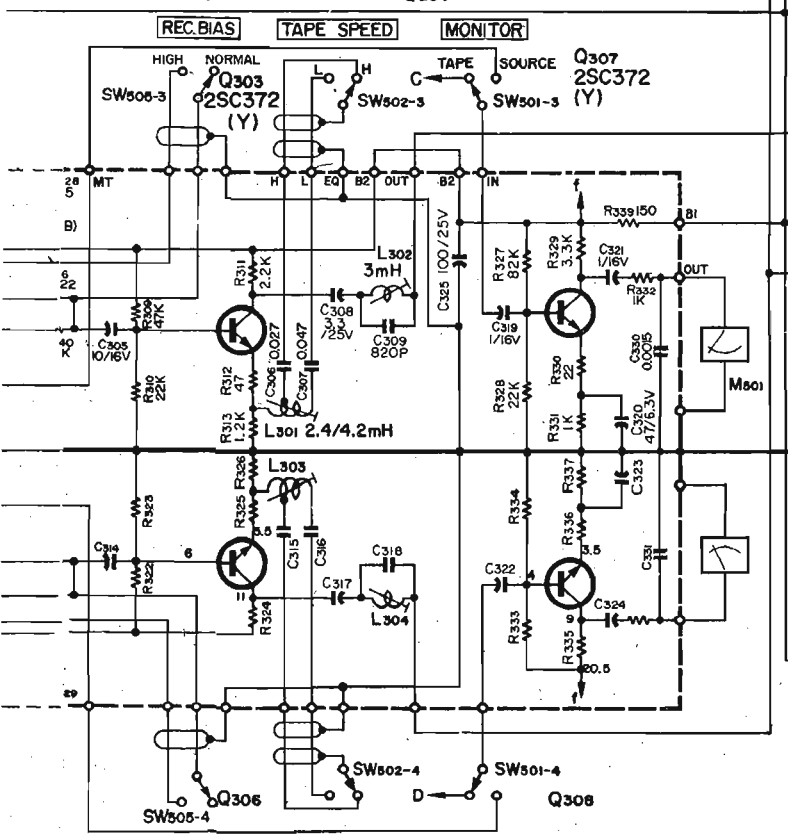 REC.BIAS TAPE SPEED MONITOR
HIGH NORMAL
L H
TAPE SOURCE
C
Q307
2SC372
(Y)
Q303
2SC372
(Y)
SW505-3
SW502-3
SW501-3
28
5
MT
H L EQ B2 OUT B2 IN
f
R339 150
B1
B)
6
22
R311
2.2K
L302
3mH
C325 100/25V
R327
82K
R329
3.3K
C321
1/16V
OUT
R332
1K
R309
47K
C308
3.3
/25V
C309
820P
C319
1/16V
40
K
C305
10/16V
R310
22K
R312
47
C306 0.027
C307 0.047
R328
22K
R330
22
C330
0.0015
M501
R313
1.2K
L301 2.4/4.2mH
R331
1K
C320
47/6.3V
R326
L303
R337
C323
R323
R325
R334
R336
5.5
C315
C316
3.5
C314
6
C318
C322
4
C331
R322
C317
11
R324
L304
R333
C324
9
R335
20.5
f
29
SW502-4
SW501-4
Q306
D
Q308
SW505-4